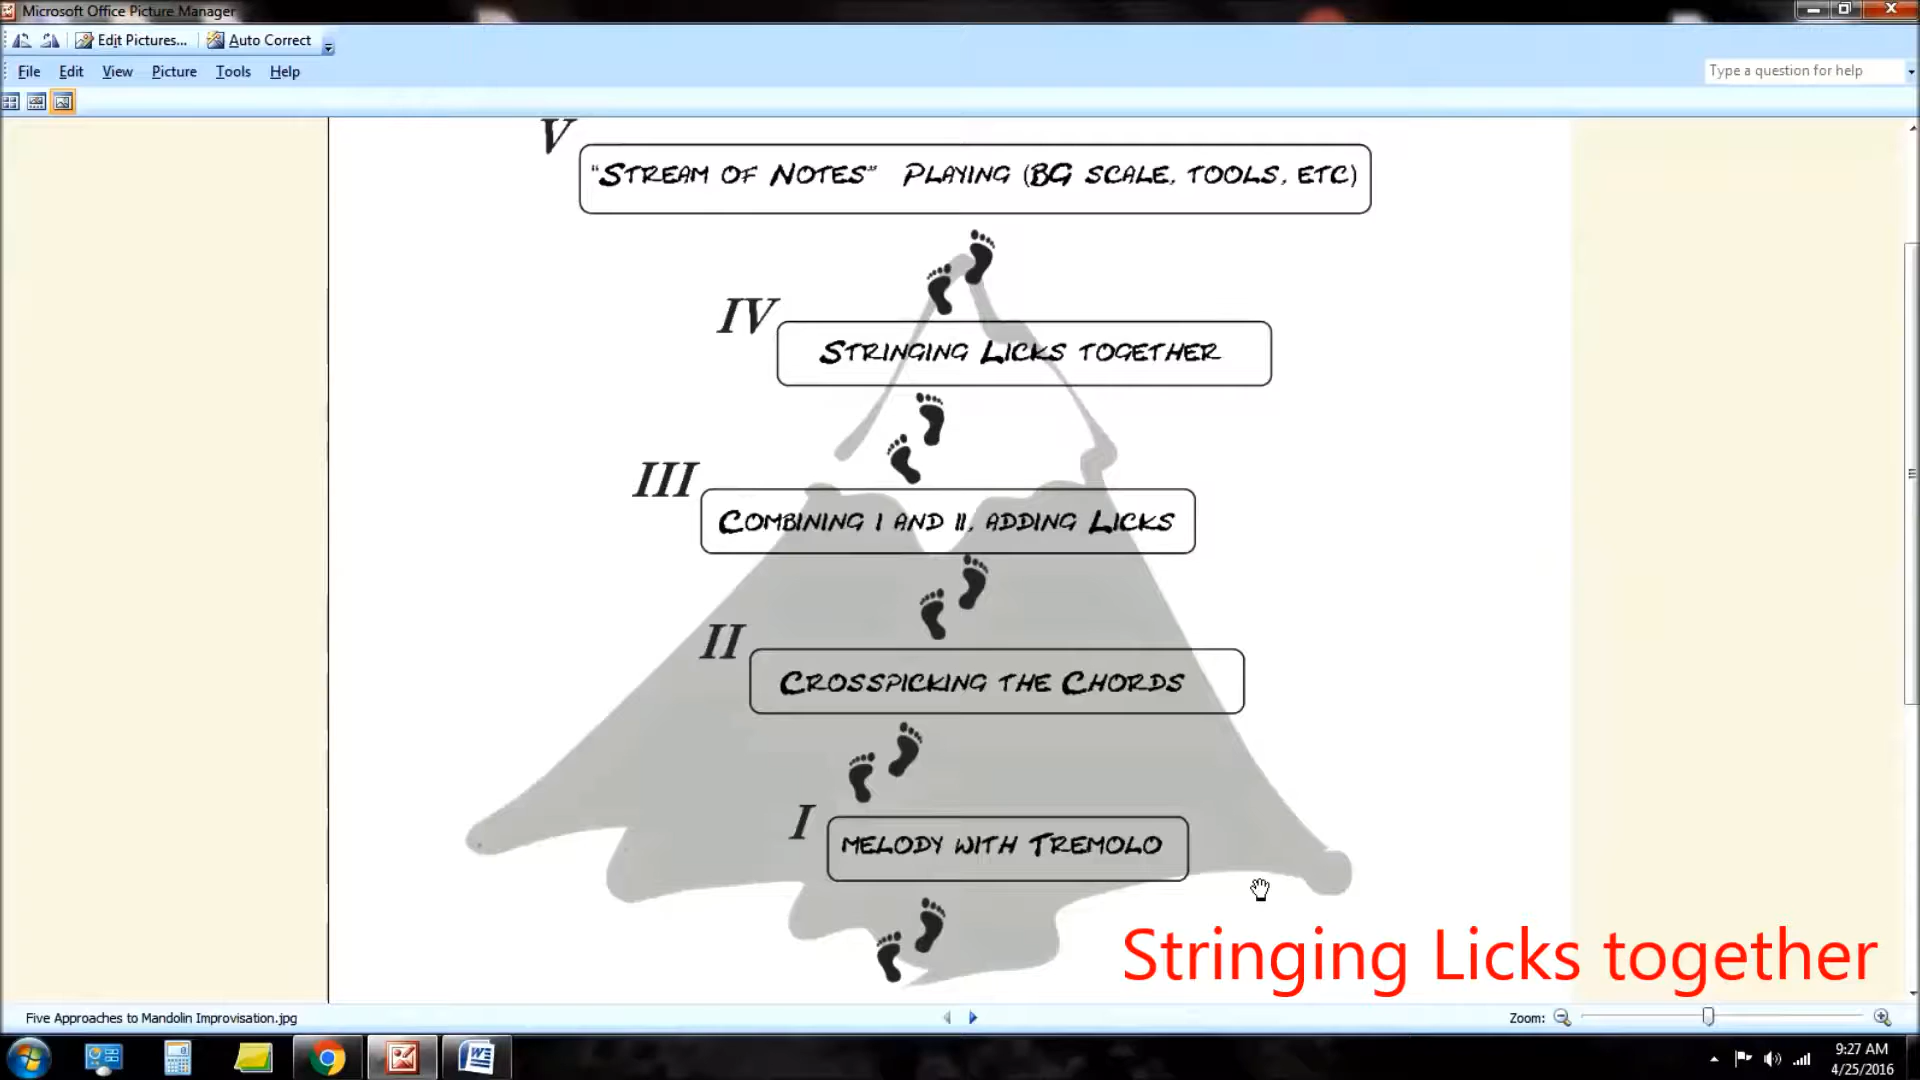 Microsoft Office Picture Manager
Edit Pictures... Auto Correct
File Edit View Picture Tools Help
Type a question for help
V
"Stream of Notes" Playing (BG scale, tools, etc)
IV
Stringing Licks together
III
Combining I and II, adding Licks
II
Crosspicking the Chords
I
melody with Tremolo
Stringing Licks together
Five Approaches to Mandolin Improvisation.jpg
Zoom:
9:27 AM
4/25/2016